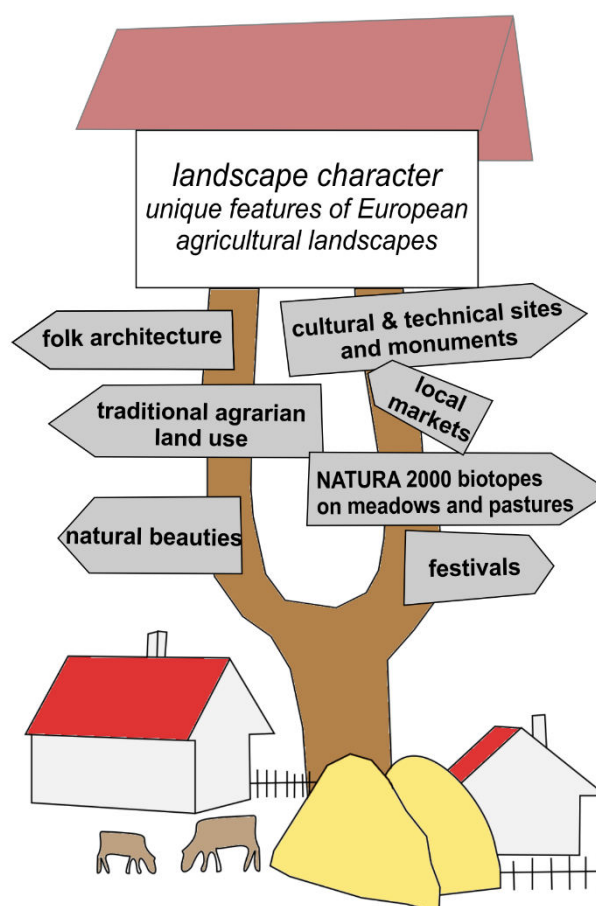 landscape character
unique features of European
agricultural landscapes
folk architecture
cultural & technical sites
and monuments
local
markets
traditional agrarian
land use
NATURA 2000 biotopes
on meadows and pastures
natural beauties
festivals